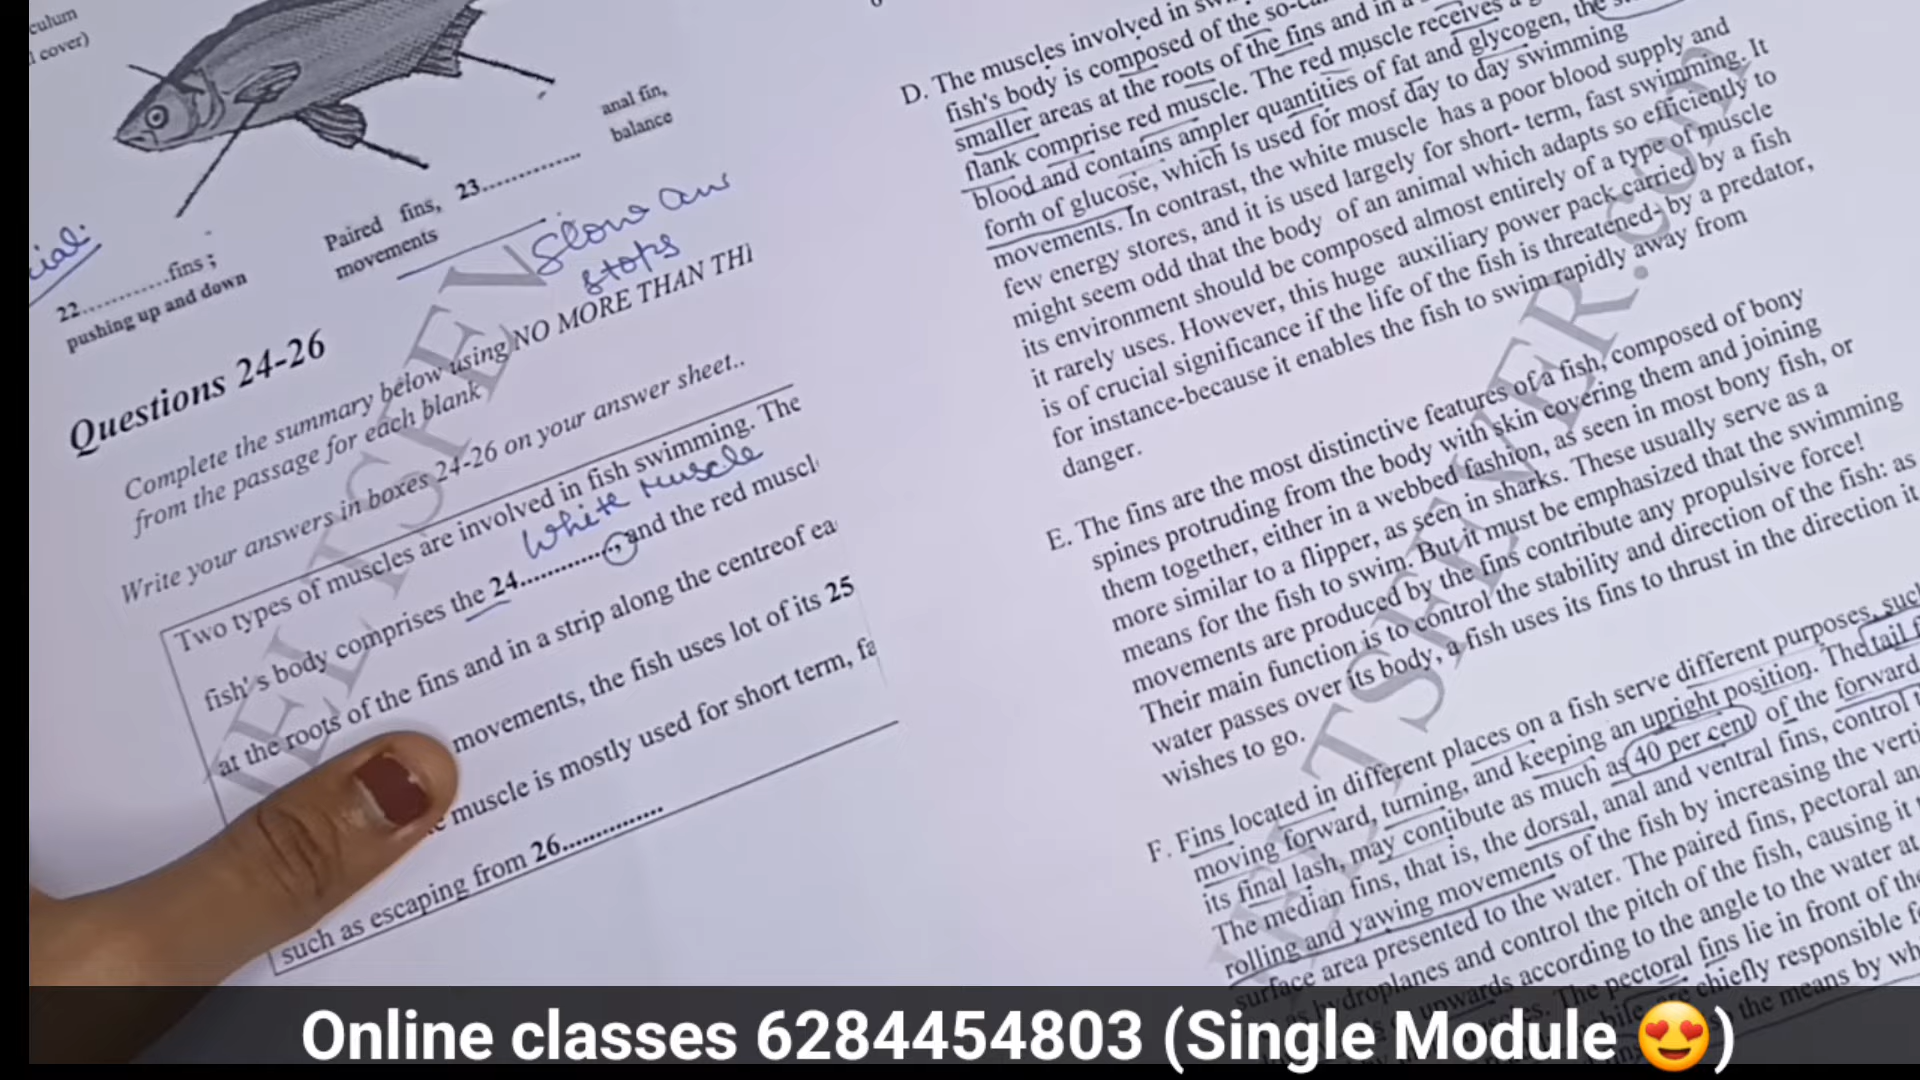 culum
l cover)
anal fin,
balance
Paired fins, 23...............
movements
Slow and
stops
cial.
22..............fins ;
pushing up and down
Questions 24-26
Complete the summary below using NO MORE THAN THI
from the passage for each blank
Write your answers in boxes 24-26 on your answer sheet..
Two types of muscles are involved in fish swimming. The
White Muscle
fish's body comprises the 24..............., and the red muscl
at the roots of the fins and in a strip along the centreof ea
movements, the fish uses lot of its 25
muscle is mostly used for short term, fa
such as escaping from 26...............
D. The muscles involved in
fish's body is composed of the so-ca
smaller areas at the roots of the fins and in a
flank comprise red muscle. The red muscle receives a
blood and contains ampler quantities of fat and glycogen, the
forrh of glucose, which is used for most day to day swimming
movements. In contrast, the white muscle has a poor blood supply and
few energy stores, and it is used largely for short- term, fast swimming. It
might seem odd that the body of an animal which adapts so efficiently to
its environment should be composed almost entirely of a type of muscle
it rarely uses. However, this huge auxiliary power pack carried by a fish
is of crucial significance if the life of the fish is threatened- by a predator,
for instance-because it enables the fish to swim rapidly away from
danger.
E. The fins are the most distinctive features of a fish, composed of bony
spines protruding from the body with skin covering them and joining
them together, either in a webbed fashion, as seen in most bony fish, or
more similar to a flipper, as seen in sharks. These usually serve as a
means for the fish to swim. But it must be emphasized that the swimming
movements are produced by the fins contribute any propulsive force!
Their main function is to control the stability and direction of the fish: as
water passes over its body, a fish uses its fins to thrust in the direction it
wishes to go.
F. Fins located in different places on a fish serve different purposes, such
moving forward, turning, and keeping an upright position. The tail f
its final lash, may contibute as much as 40 per cent of the forward
The median fins, that is, the dorsal, anal and ventral fins, control t
rolling and yawing movements of the fish by increasing the verti
surface area presented to the water. The paired fins, pectoral an
hydroplanes and control the pitch of the fish, causing it t
upwards according to the angle to the water at
The pectoral fins lie in front of the
chiefly responsible f
the means by wh
IELTSFEVER
IELTSFEVER.COM
Online classes 6284454803 (Single Module 😍)